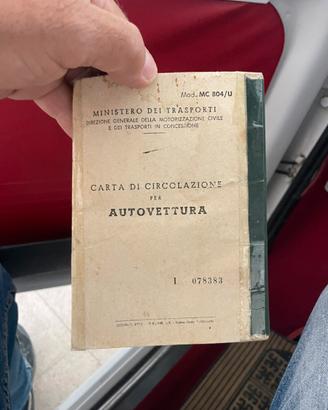 Mod. MC 804/U
MINISTERO DEI TRASPORTI
DIREZIONE GENERALE DELLA MOTORIZZAZIONE CIVILE
E DEI TRASPORTI IN CONCESSIONE
CARTA DI CIRCOLAZIONE
PER
AUTOVETTURA
I 078383